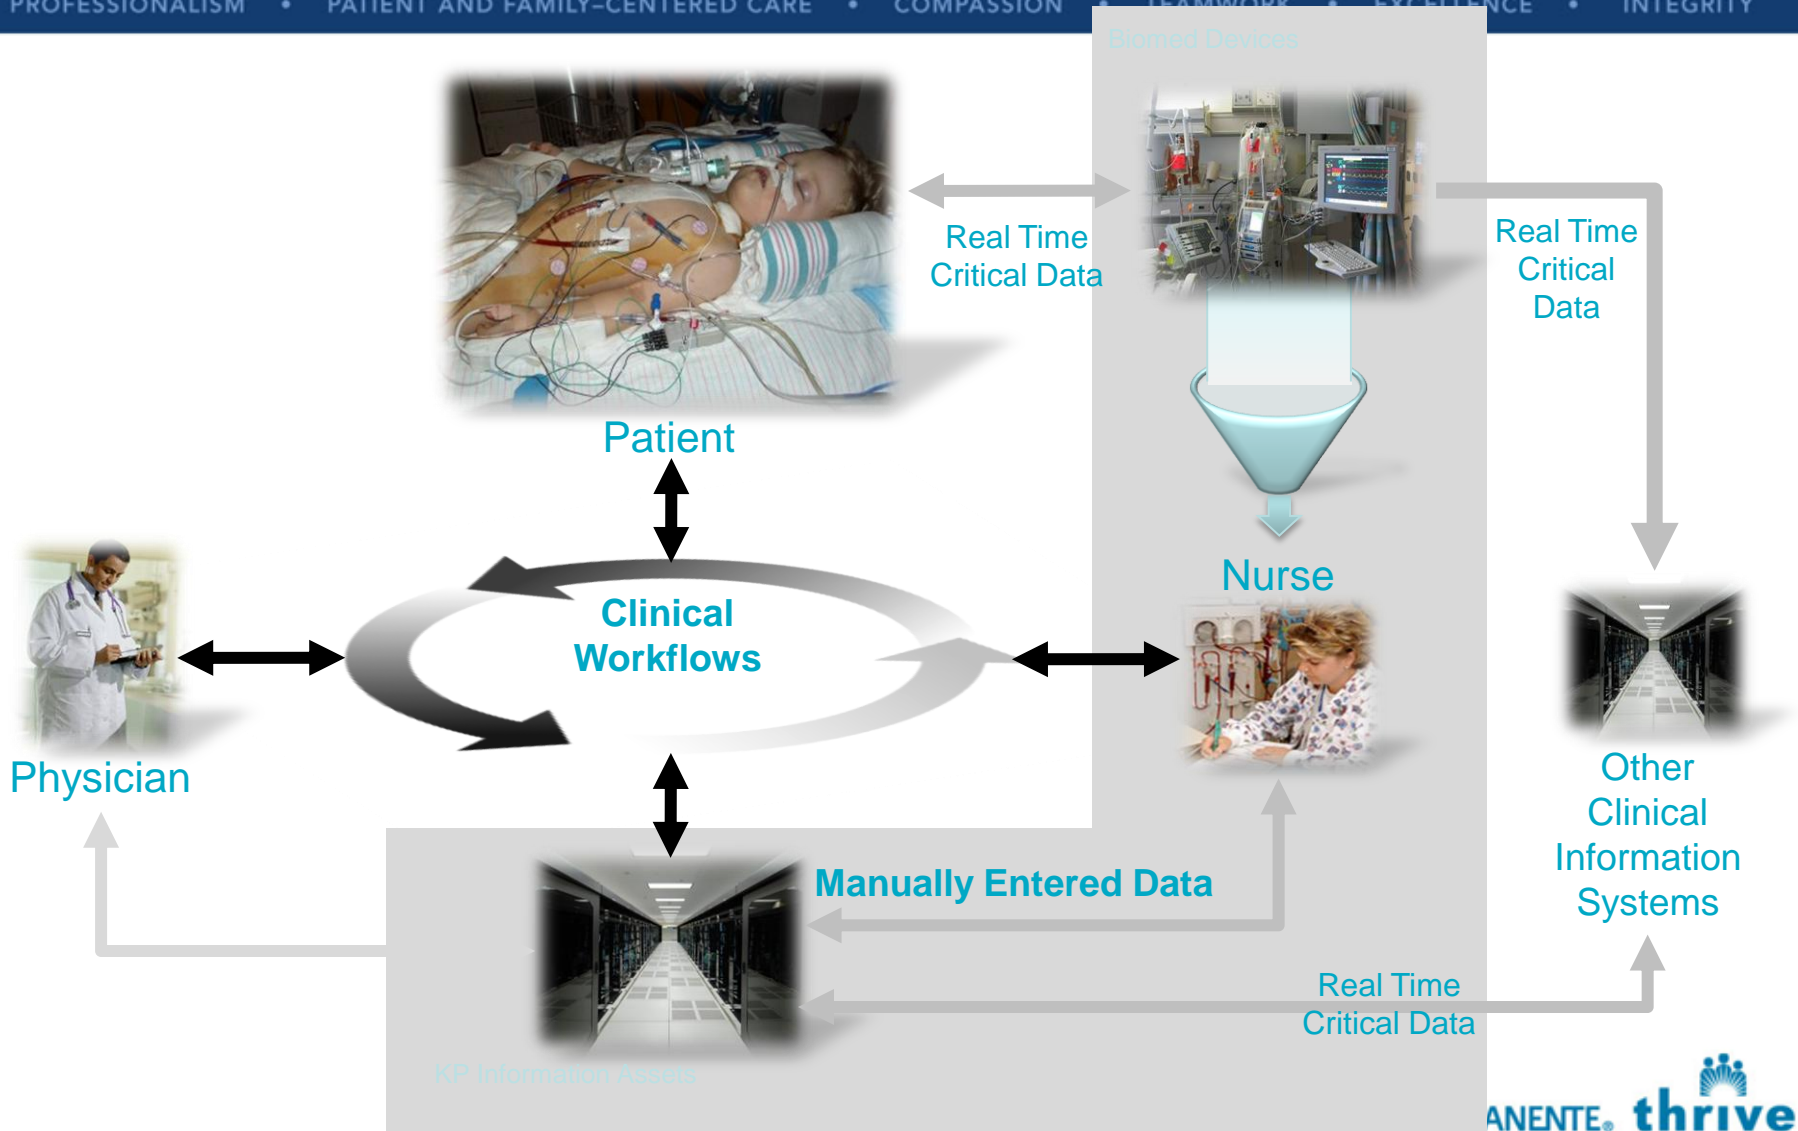 PROFESSIONALISM • PATIENT AND FAMILY–CENTERED CARE • COMPASSION • TEAMWORK • EXCELLENCE • INTEGRITY
Biomed Devices
Real Time
Critical Data
Real Time
Critical
Data
Patient
Nurse
Clinical
Workflows
Physician
Other
Clinical
Information
Systems
Manually Entered Data
Real Time
Critical Data
KP Information Assets
ANENTE® thrive